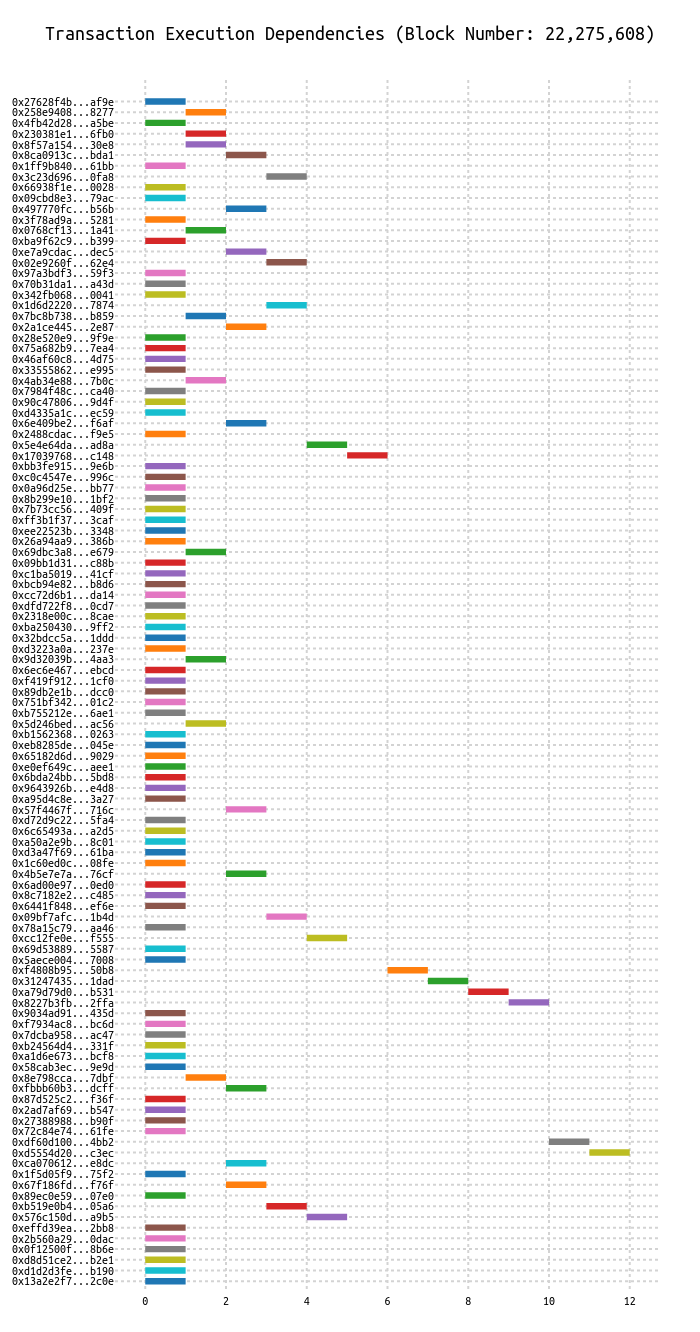 Transaction Execution Dependencies (Block Number: 22,275,608)
0x27628f4b...af9e
0x258e9408...8277
0x4fb42d28...a5be
0x230381e1...6fb0
0x8f57a154...30e8
0x8ca0913c...bda1
0x1ff9b840...61bb
0x3c23d696...0fa8
0x66938f1e...0028
0x09cbd8e3...79ac
0x497770fc...b56b
0x3f78ad9a...5281
0x0768cf13...1a41
0xba9f62c9...b399
0xe7a9cdac...dec5
0x02e9260f...62e4
0x97a3bdf3...59f3
0x70b31da1...a43d
0x342fb068...0041
0x1d6d2220...7874
0x7bc8b738...b859
0x2a1ce445...2e87
0x28e520e9...9f9e
0x75a682b9...7ea4
0x46af60c8...4d75
0x33555862...e995
0x4ab34e88...7b0c
0x7984f48c...ca40
0x90c47806...9d4f
0xd4335a1c...ec59
0x6e409be2...f6af
0x2488cdac...f9e5
0x5e4e64da...ad8a
0x17039768...c148
0xbb3fe915...9e6b
0xc0c4547e...996c
0x0a96d25e...bb77
0x8b299e10...1bf2
0x7b73cc56...409f
0xff3b1f37...3caf
0xee22523b...3348
0x26a94aa9...386b
0x69dbc3a8...e679
0x09bb1d31...c88b
0xc1ba5019...41cf
0xbcb94e82...b8d6
0xcc72d6b1...da14
0xdfd722f8...0cd7
0x2318e00c...8cae
0xba250430...9ff2
0x32bdcc5a...1ddd
0xd3223a0a...237e
0x9d32039b...4aa3
0x6ec6e467...ebcd
0xf419f912...1cf0
0x89db2e1b...dcc0
0x751bf342...01c2
0xb755212e...6ae1
0x5d246bed...ac56
0xb1562368...0263
0xeb8285de...045e
0x65182d6d...9029
0xe0ef649c...aee1
0x6bda24bb...5bd8
0x9643926b...e4d8
0xa95d4c8e...3a27
0x57f4467f...716c
0xd72d9c22...5fa4
0x6c65493a...a2d5
0xa50a2e9b...8c01
0xd3a47f69...61ba
0x1c60ed0c...08fe
0x4b5e7e7a...76cf
0x6ad00e97...0ed0
0x8c7182e2...c485
0x6441f848...ef6e
0x09bf7afc...1b4d
0x78a15c79...aa46
0xcc12fe0e...f555
0x69d53889...5587
0x5aece004...7008
0xf4808b95...50b8
0x31247435...1dad
0xa79d79d0...b531
0x8227b3fb...2ffa
0x9034ad91...435d
0xf7934ac8...bc6d
0x7dcba958...ac47
0xb24564d4...331f
0xa1d6e673...bcf8
0x58cab3ec...9e9d
0x8e798cca...7dbf
0xfbbb60b3...dcff
0x87d525c2...f36f
0x2ad7af69...b547
0x27388988...b90f
0x72c84e74...61fe
0xdf60d100...4bb2
0xd5554d20...c3ec
0xca070612...e8dc
0x1f5d05f9...75f2
0x67f186fd...f76f
0x89ec0e59...07e0
0xb519e0b4...05a6
0x576c150d...a9b5
0xeffd39ea...2bb8
0x2b560a29...0dac
0x0f12500f...8b6e
0xd8d51ce2...b2e1
0xd1d2d3fe...b190
0x13a2e2f7...2c0e
0 2 4 6 8 10 12